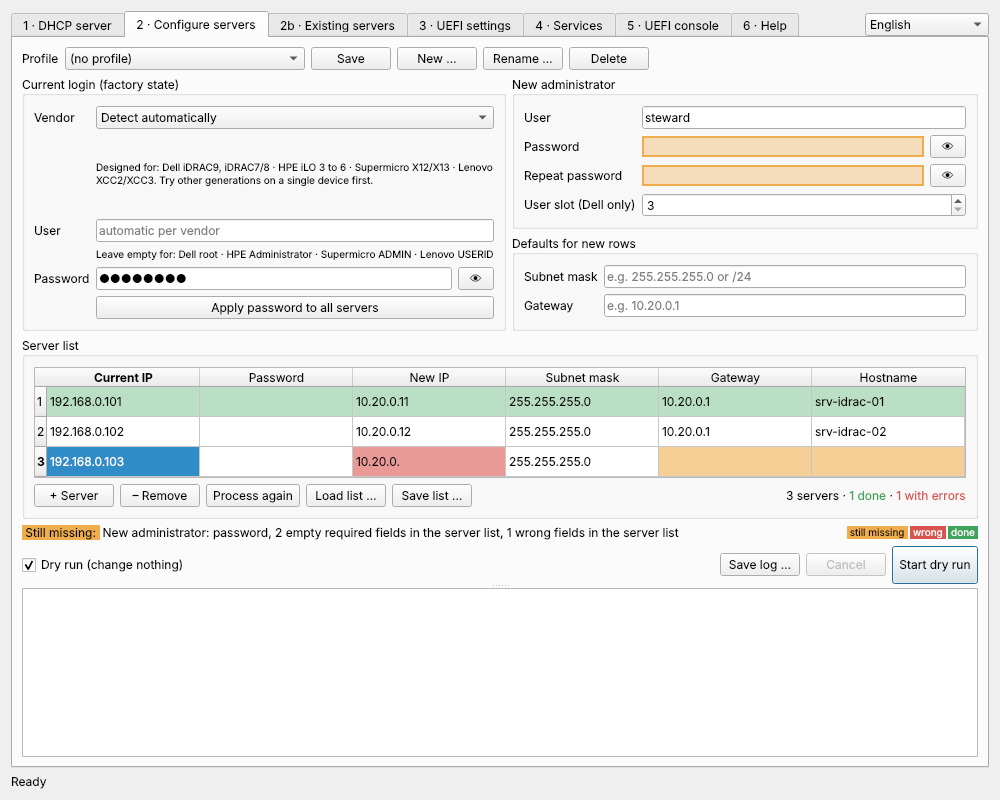 1 · DHCP server
2 · Configure servers
2b · Existing servers
3 · UEFI settings
4 · Services
5 · UEFI console
6 · Help
English
Profile
(no profile)
Save
New ...
Rename ...
Delete
Current login (factory state)
Vendor
Detect automatically
Designed for: Dell iDRAC9, iDRAC7/8 · HPE iLO 3 to 6 · Supermicro X12/X13 · Lenovo
XCC2/XCC3. Try other generations on a single device first.
User
automatic per vendor
Leave empty for: Dell root · HPE Administrator · Supermicro ADMIN · Lenovo USERID
Password
●●●●●●●●
Apply password to all servers
New administrator
User
steward
Password
Repeat password
User slot (Dell only)
3
Defaults for new rows
Subnet mask
e.g. 255.255.255.0 or /24
Gateway
e.g. 10.20.0.1
Server list
Current IP
Password
New IP
Subnet mask
Gateway
Hostname
1
192.168.0.101
10.20.0.11
255.255.255.0
10.20.0.1
srv-idrac-01
2
192.168.0.102
10.20.0.12
255.255.255.0
10.20.0.1
srv-idrac-02
3
192.168.0.103
10.20.0.
255.255.255.0
+ Server
− Remove
Process again
Load list ...
Save list ...
3 servers · 1 done · 1 with errors
Still missing: New administrator: password, 2 empty required fields in the server list, 1 wrong fields in the server list
still missing
wrong
done
Dry run (change nothing)
Save log ...
Cancel
Start dry run
Ready